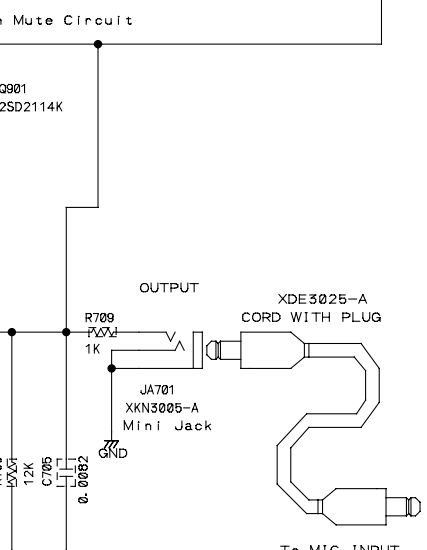 Mute Circuit
Q901
2SD2114K
OUTPUT
XDE3025-A
CORD WITH PLUG
R709
1K
JA701
XKN3005-A
Mini Jack
GND
12K
C705
0.0082
To MIC INPUT